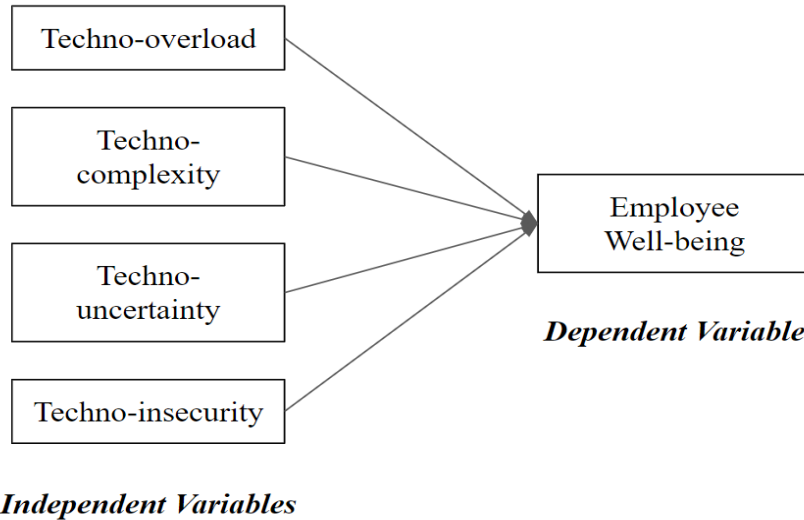 Techno-overload
Techno-
complexity
Techno-
uncertainty
Techno-insecurity
Independent Variables
Employee
Well-being
Dependent Variable